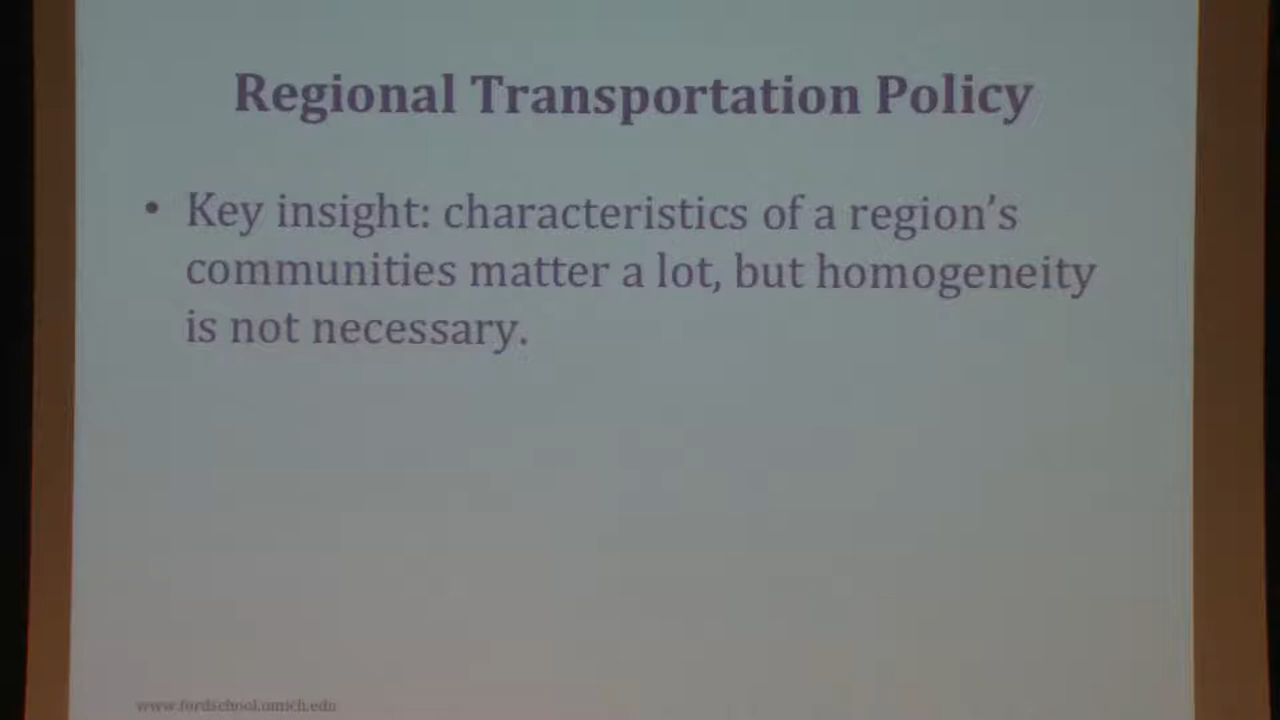 Regional Transportation Policy
• Key insight: characteristics of a region's
communities matter a lot, but homogeneity
is not necessary.
www.fordschool.umich.edu